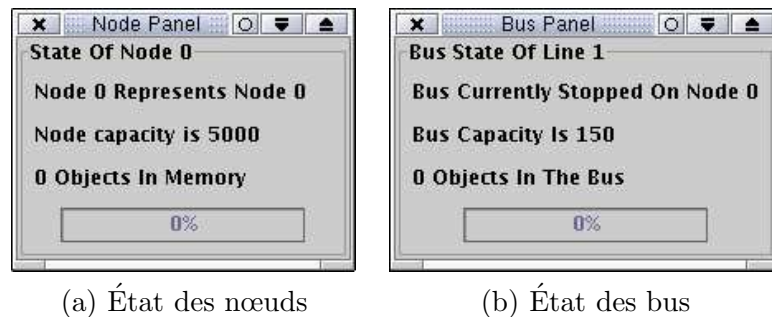 Node Panel
State Of Node 0
Node 0 Represents Node 0
Node capacity is 5000
0 Objects In Memory
0%
(a) État des nœuds
Bus Panel
Bus State Of Line 1
Bus Currently Stopped On Node 0
Bus Capacity Is 150
0 Objects In The Bus
0%
(b) État des bus